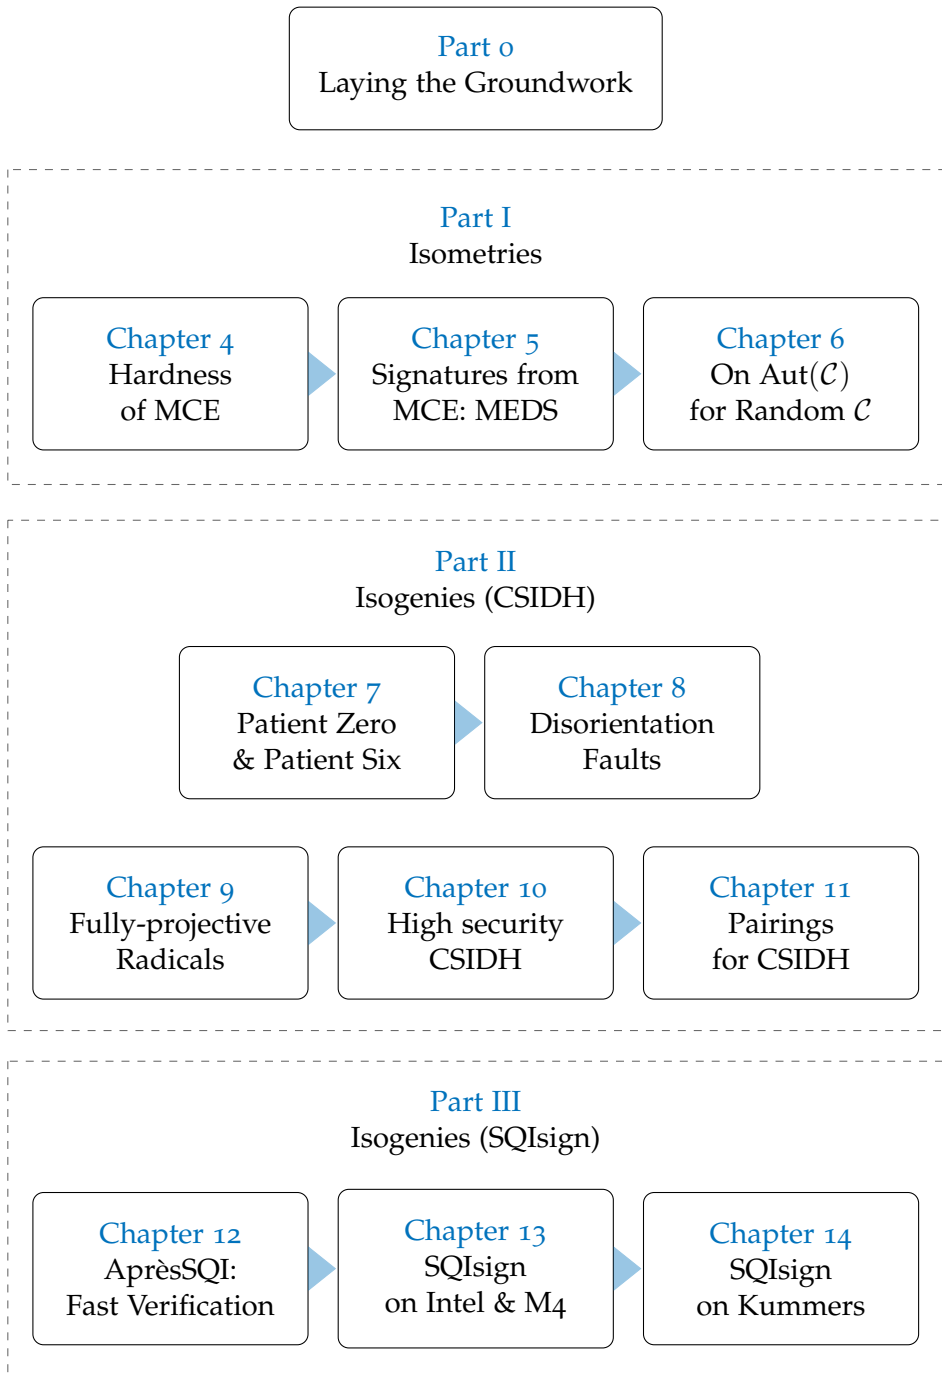 Part 0
Laying the Groundwork
Part I
Isometries
Chapter 4
Hardness
of MCE
Chapter 5
Signatures from
MCE: MEDS
Chapter 6
On Aut(𝒞)
for Random 𝒞
Part II
Isogenies (CSIDH)
Chapter 7
Patient Zero
& Patient Six
Chapter 8
Disorientation
Faults
Chapter 9
Fully-projective
Radicals
Chapter 10
High security
CSIDH
Chapter 11
Pairings
for CSIDH
Part III
Isogenies (SQIsign)
Chapter 12
AprèsSQI:
Fast Verification
Chapter 13
SQIsign
on Intel & M4
Chapter 14
SQIsign
on Kummers